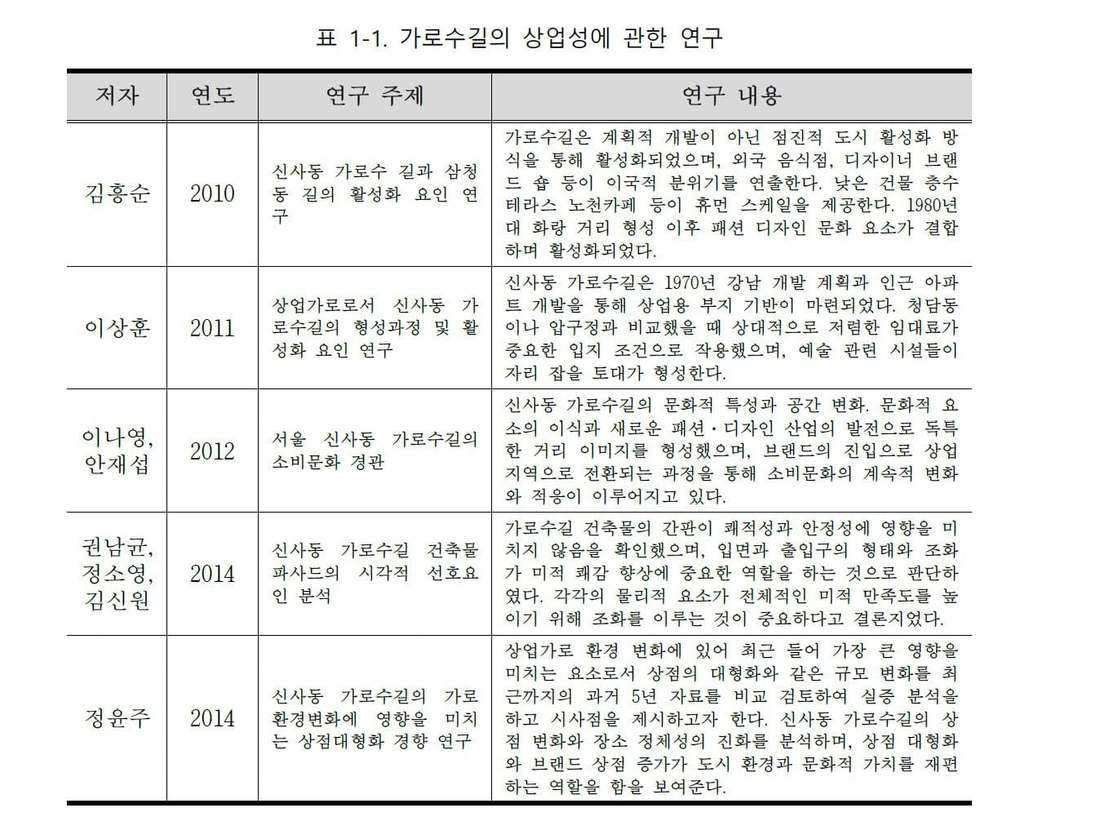 표 1-1. 가로수길의 상업성에 관한 연구
저자 연도 연구 주제 연구 내용
김흥순
2010
신사동 가로수 길과 삼청
동 길의 활성화 요인 연
구
가로수길은 계획적 개발이 아닌 점진적 도시 활성화 방
식을 통해 활성화되었으며, 외국 음식점, 디자이너 브랜
드 숍 등이 이국적 분위기를 연출한다. 낮은 건물 층수
테라스 노천카페 등이 휴먼 스케일을 제공한다. 1980년
대 화랑 거리 형성 이후 패션 디자인 문화 요소가 결합
하며 활성화되었다.
이상훈
2011
상업가로로서 신사동 가
로수길의 형성과정 및 활
성화 요인 연구
신사동 가로수길은 1970년 강남 개발 계획과 인근 아파
트 개발을 통해 상업용 부지 기반이 마련되었다. 청담동
이나 압구정과 비교했을 때 상대적으로 저렴한 임대료가
중요한 입지 조건으로 작용했으며, 예술 관련 시설들이
자리 잡을 토대가 형성한다.
이나영,
안재섭
2012
서울 신사동 가로수길의
소비문화 경관
신사동 가로수길의 문화적 특성과 공간 변화. 문화적 요
소의 이식과 새로운 패션・디자인 산업의 발전으로 독특
한 거리 이미지를 형성했으며, 브랜드의 진입으로 상업
지역으로 전환되는 과정을 통해 소비문화의 계속적 변화
와 적응이 이루어지고 있다.
권남균,
정소영,
김신원
2014
신사동 가로수길 건축물
파사드의 시각적 선호요
인 분석
가로수길 건축물의 간판이 쾌적성과 안정성에 영향을 미
치지 않음을 확인했으며, 입면과 출입구의 형태와 조화
가 미적 쾌감 향상에 중요한 역할을 하는 것으로 판단하
였다. 각각의 물리적 요소가 전체적인 미적 만족도를 높
이기 위해 조화를 이루는 것이 중요하다고 결론지었다.
정윤주
2014
신사동 가로수길의 가로
환경변화에 영향을 미치
는 상점대형화 경향 연구
상업가로 환경 변화에 있어 최근 들어 가장 큰 영향을
미치는 요소로서 상점의 대형화와 같은 규모 변화를 최
근까지의 과거 5년 자료를 비교 검토하여 실증 분석을
하고 시사점을 제시하고자 한다. 신사동 가로수길의 상
점 변화와 장소 정체성의 진화를 분석하며, 상점 대형화
와 브랜드 상점 증가가 도시 환경과 문화적 가치를 재편
하는 역할을 함을 보여준다.